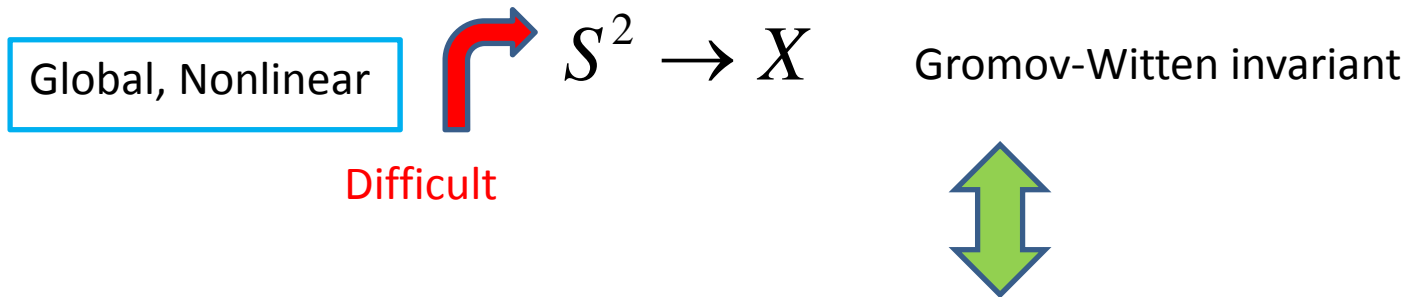 Global, Nonlinear
S² → X
Gromov-Witten invariant
Difficult